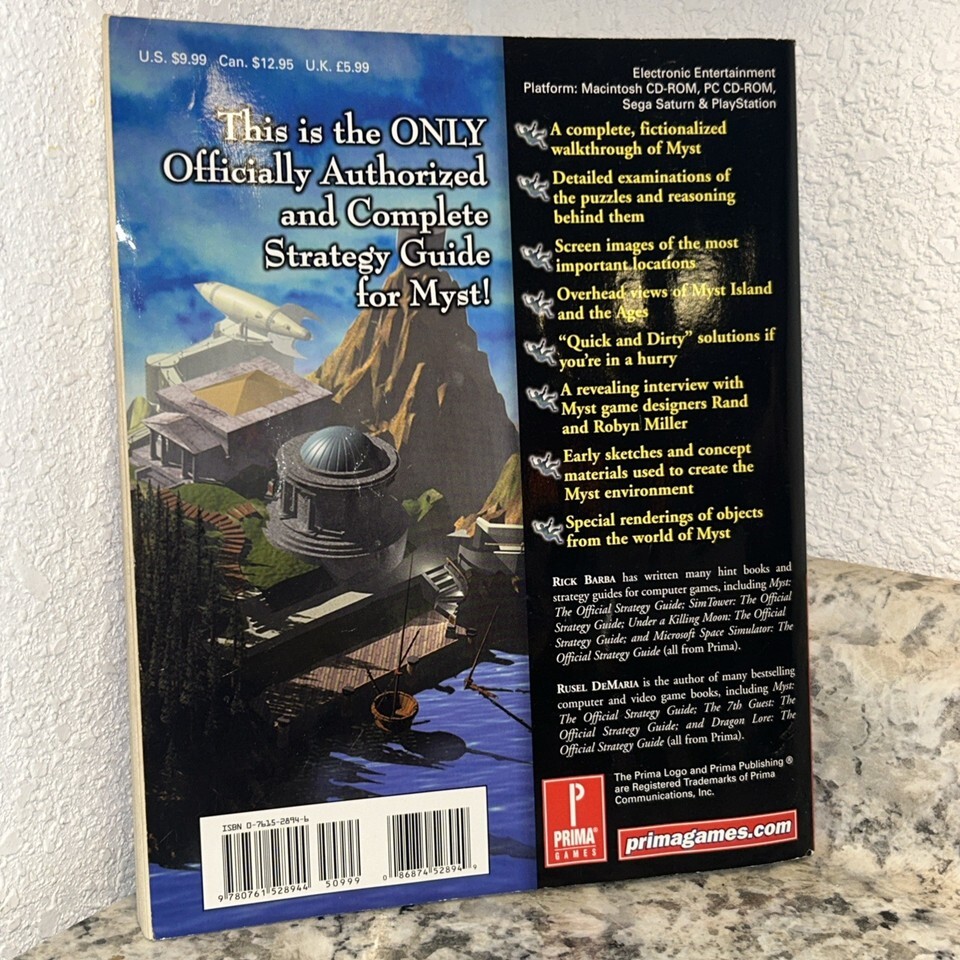 U.S. $9.99 Can. $12.95 U.K. £5.99
This is the ONLY
Officially Authorized
and Complete
Strategy Guide
for Myst!
ISBN 0-7615-2894-6
9 780761 528944
50999
0 86874 52894 9
Electronic Entertainment
Platform: Macintosh CD-ROM, PC CD-ROM,
Sega Saturn & PlayStation
A complete, fictionalized
walkthrough of Myst
Detailed examinations of
the puzzles and reasoning
behind them
Screen images of the most
important locations
Overhead views of Myst Island
and the Ages
“Quick and Dirty” solutions if
you're in a hurry
A revealing interview with
Myst game designers Rand
and Robyn Miller
Early sketches and concept
materials used to create the
Myst environment
Special renderings of objects
from the world of Myst
RICK BARBA has written many hint books and
strategy guides for computer games, including Myst:
The Official Strategy Guide; SimTower: The Official
Strategy Guide; Under a Killing Moon: The Official
Strategy Guide; and Microsoft Space Simulator: The
Official Strategy Guide (all from Prima).
RUSEL DEMARIA is the author of many bestselling
computer and video game books, including Myst:
The Official Strategy Guide; The 7th Guest: The
Official Strategy Guide; and Dragon Lore: The
Official Strategy Guide (all from Prima).
The Prima Logo and Prima Publishing ®
are Registered Trademarks of Prima
Communications, Inc.
P
PRIMA®
GAMES
primagames.com